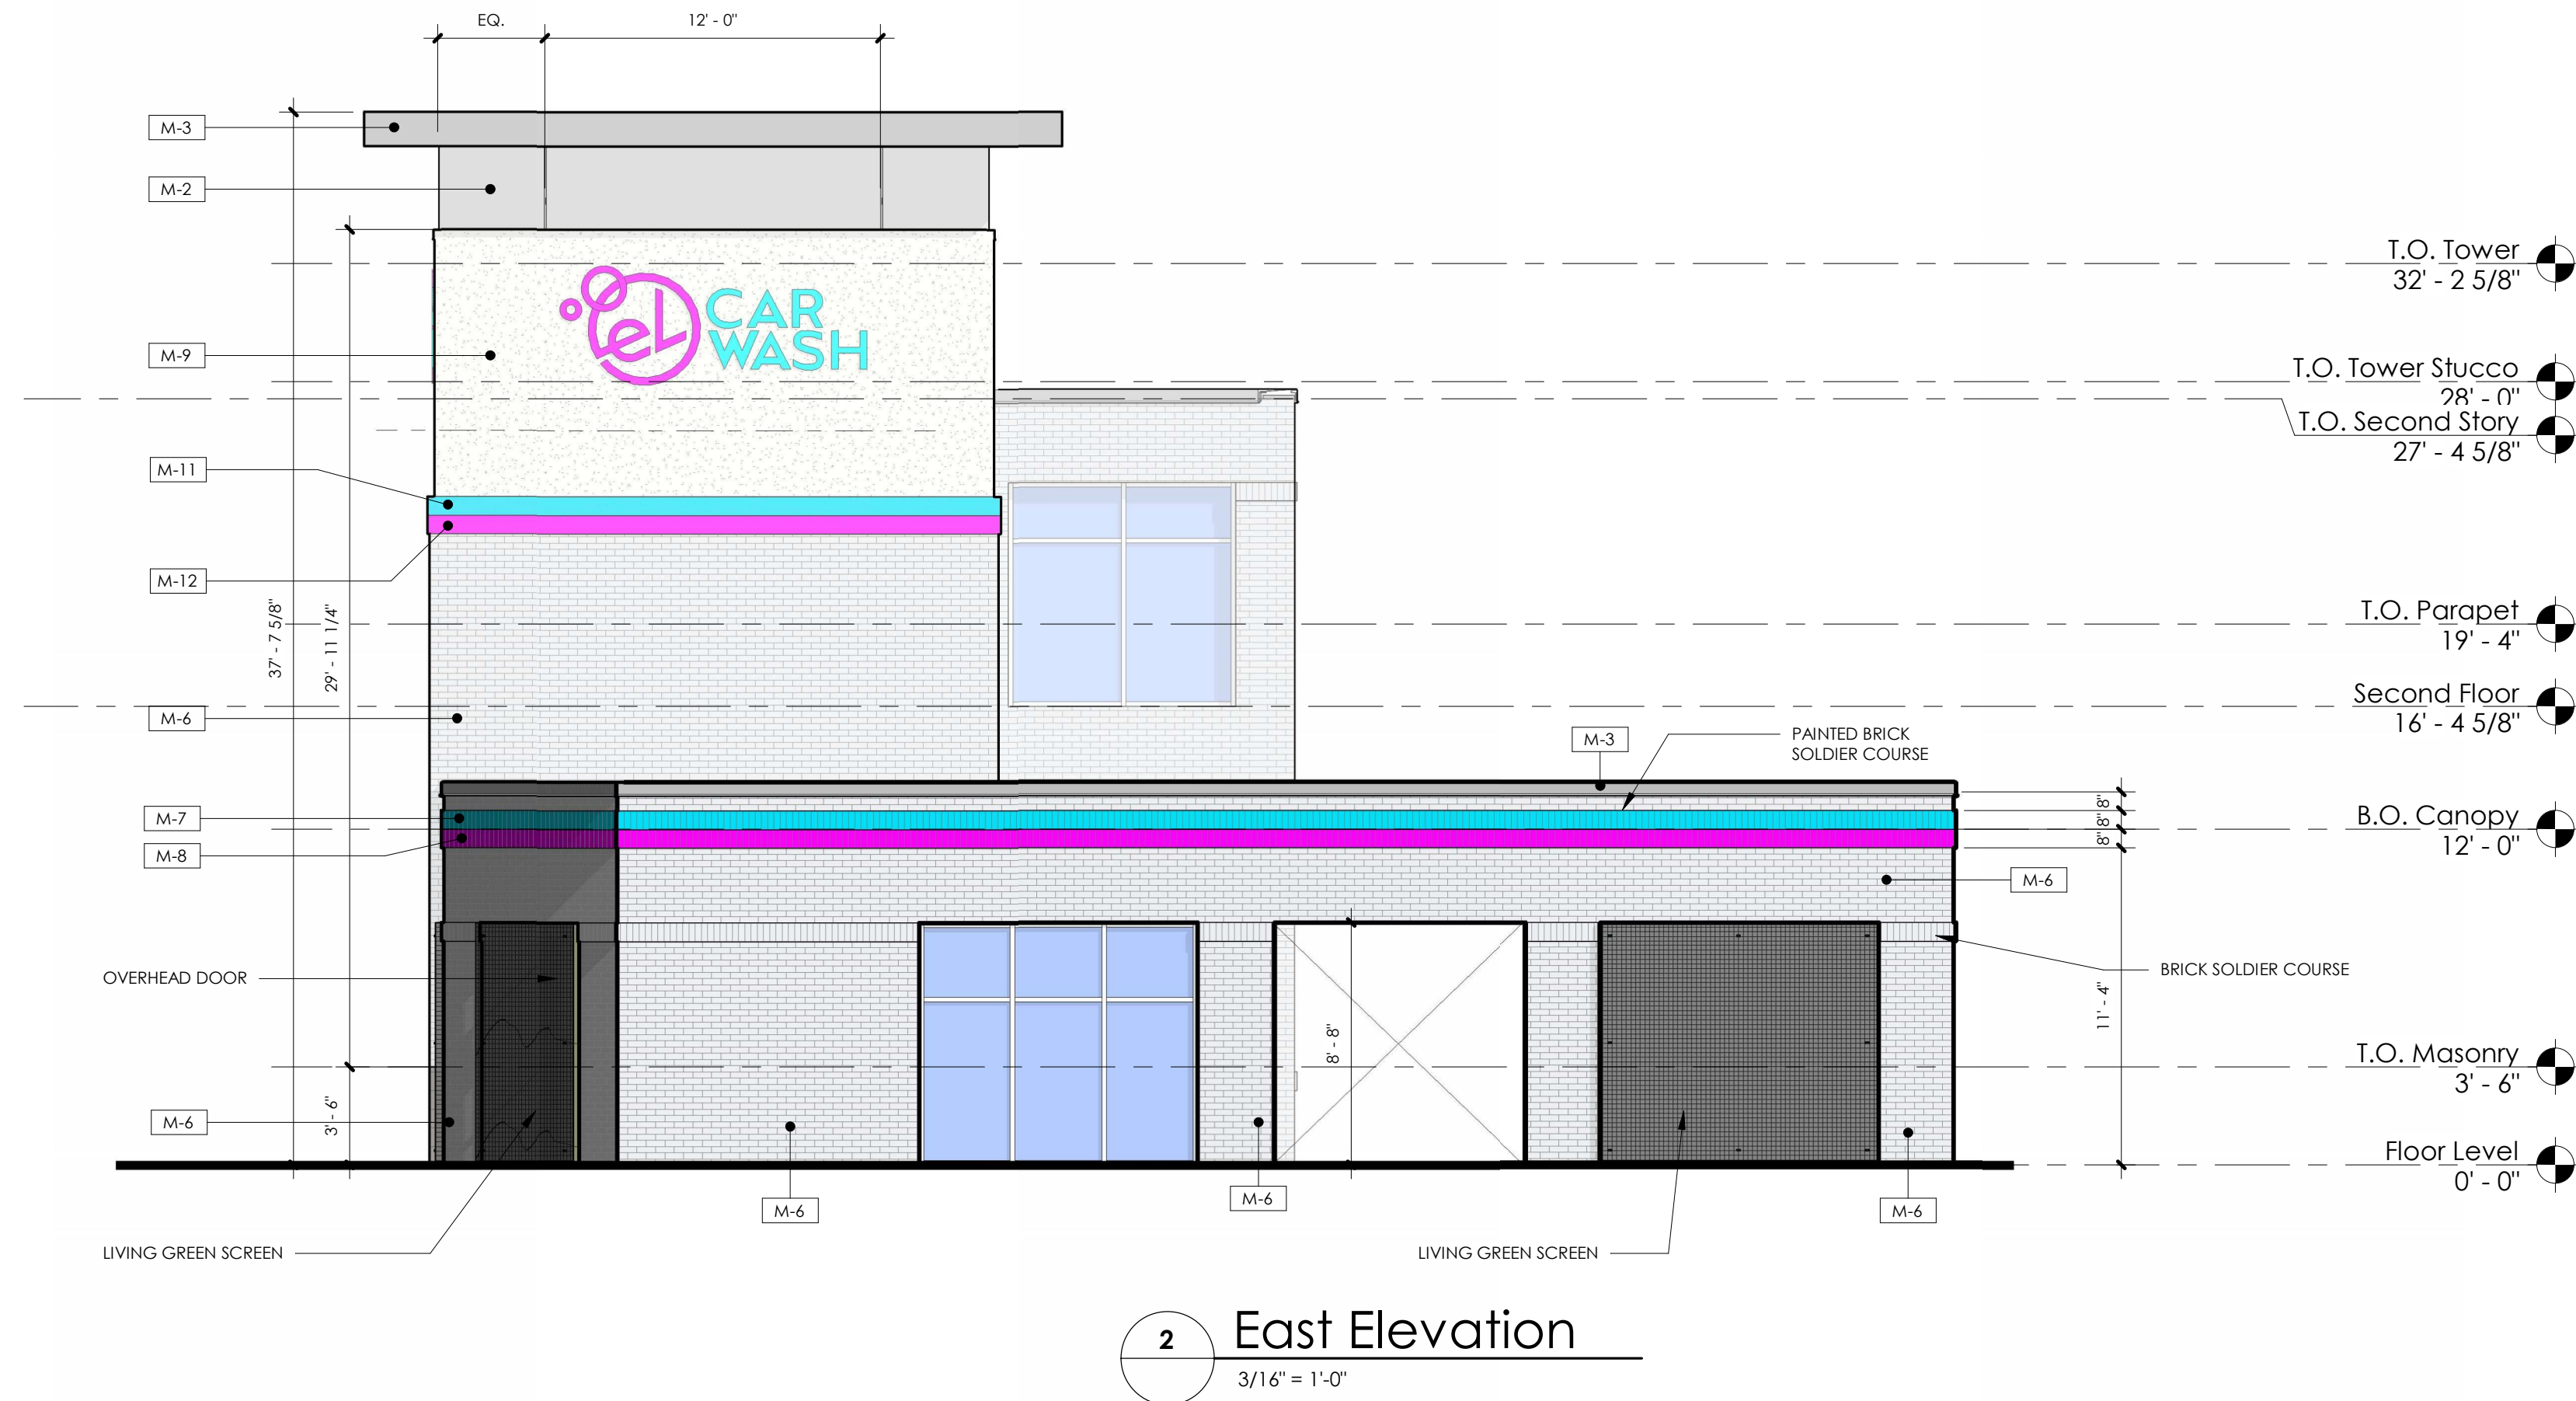 EQ.
12' - 0"
M-3
M-2
T.O. Tower
32' - 2 5/8"
eL CAR
WASH
M-9
T.O. Tower Stucco
28' - 0"
T.O. Second Story
27' - 4 5/8"
M-11
M-12
37' - 7 5/8"
29' - 11 1/4"
T.O. Parapet
19' - 4"
Second Floor
16' - 4 5/8"
M-6
M-3
PAINTED BRICK
SOLDIER COURSE
M-7
M-8
8"
8"
8"
B.O. Canopy
12' - 0"
M-6
OVERHEAD DOOR
BRICK SOLDIER COURSE
11' - 4"
8' - 8"
T.O. Masonry
3' - 6"
3' - 6"
M-6
Floor Level
0' - 0"
M-6
M-6
M-6
LIVING GREEN SCREEN
LIVING GREEN SCREEN
2
East Elevation
3/16" = 1'-0"